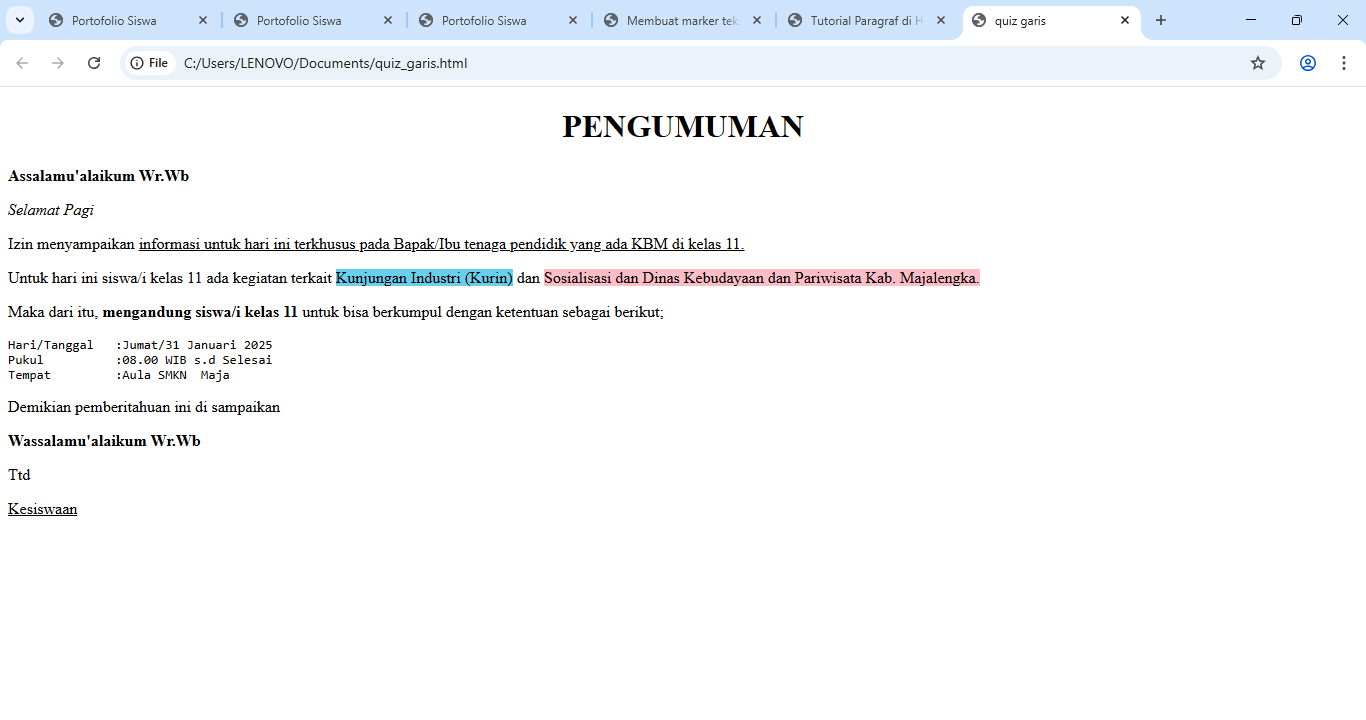 Portofolio Siswa
Portofolio Siswa
Portofolio Siswa
Membuat marker tek
Tutorial Paragraf di H
quiz garis
File
C:/Users/LENOVO/Documents/quiz_garis.html
PENGUMUMAN
Assalamu'alaikum Wr.Wb
Selamat Pagi
Izin menyampaikan informasi untuk hari ini terkhusus pada Bapak/Ibu tenaga pendidik yang ada KBM di kelas 11.
Untuk hari ini siswa/i kelas 11 ada kegiatan terkait Kunjungan Industri (Kurin) dan Sosialisasi dan Dinas Kebudayaan dan Pariwisata Kab. Majalengka.
Maka dari itu, mengandung siswa/i kelas 11 untuk bisa berkumpul dengan ketentuan sebagai berikut;
Hari/Tanggal :Jumat/31 Januari 2025
Pukul :08.00 WIB s.d Selesai
Tempat :Aula SMKN Maja
Demikian pemberitahuan ini di sampaikan
Wassalamu'alaikum Wr.Wb
Ttd
Kesiswaan